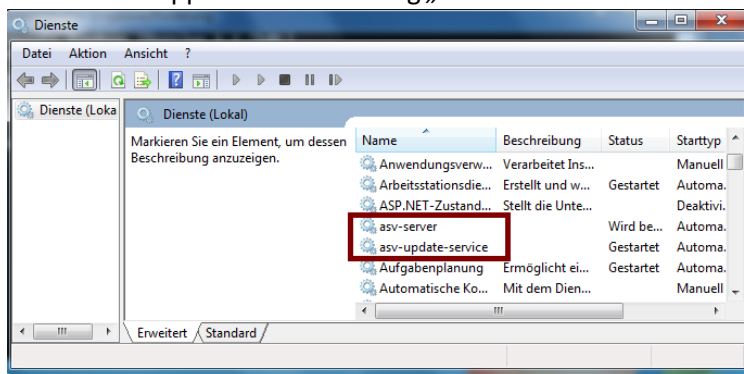 Dienste
Datei Aktion Ansicht ?
Dienste (Loka
Dienste (Lokal)
Markieren Sie ein Element, um dessen
Beschreibung anzuzeigen.
Name Beschreibung Status Starttyp
Anwendungsverw... Verarbeitet Ins... Manuell
Arbeitsstationsdie... Erstellt und w... Gestartet Automa.
ASP.NET-Zustand... Stellt die Unte... Deaktivi.
asv-server Wird be... Automa.
asv-update-service Gestartet Automa.
Aufgabenplanung Ermöglicht ei... Gestartet Automa.
Automatische Ko... Mit dem Dien... Manuell
Erweitert Standard